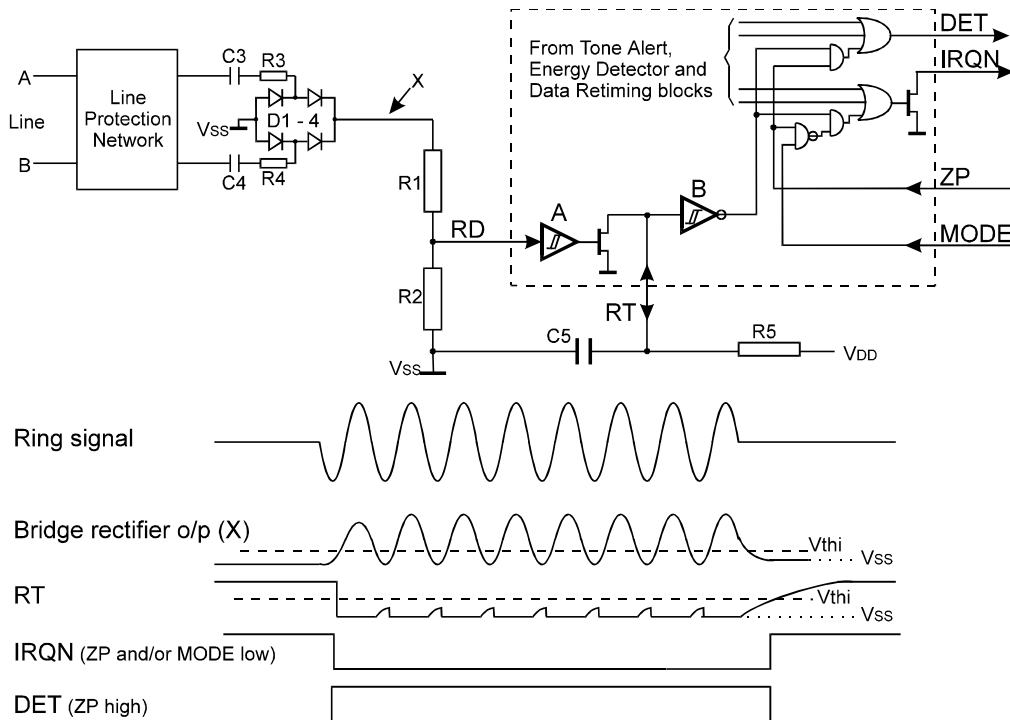 A
Line
B
Line
Protection
Network
C3
R3
VSS
D1 - 4
C4
R4
X
R1
RD
R2
VSS
C5
From Tone Alert,
Energy Detector and
Data Retiming blocks
A
B
RT
R5
VDD
DET
IRQN
ZP
MODE
Ring signal
Bridge rectifier o/p (X)
Vthi
VSS
RT
Vthi
VSS
IRQN (ZP and/or MODE low)
DET (ZP high)